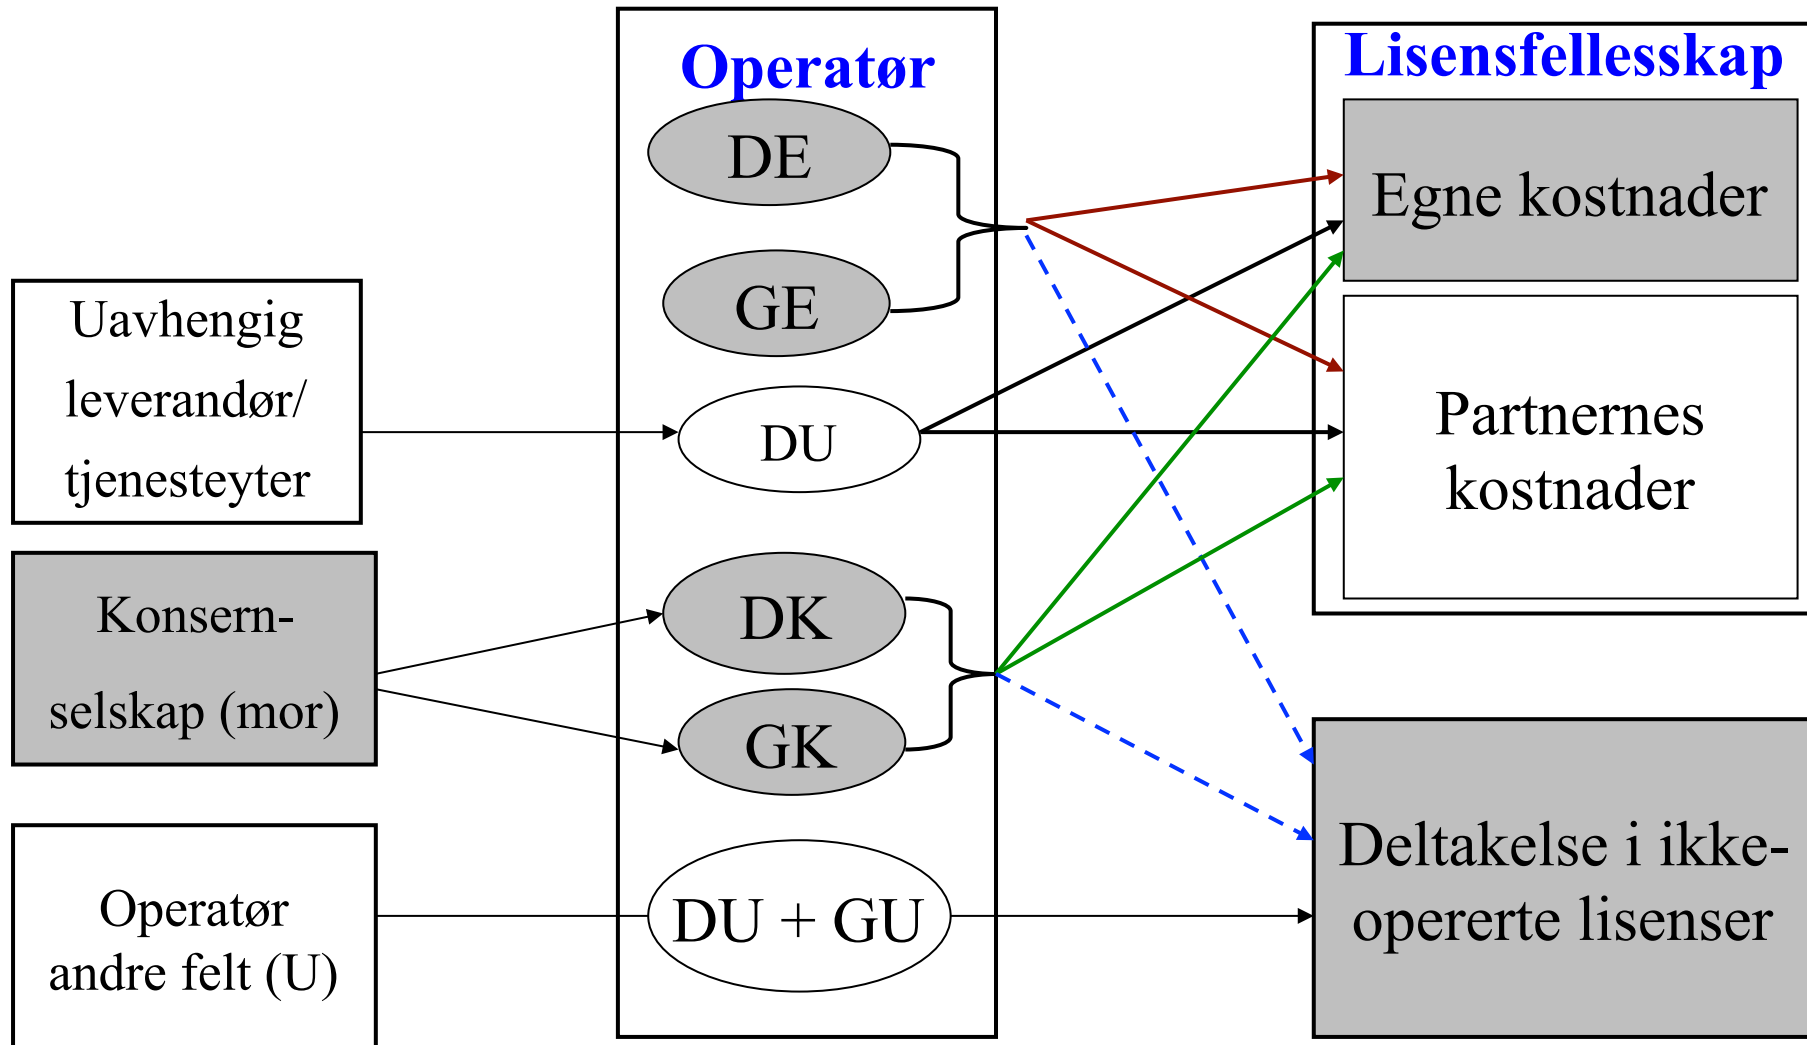 Uavhengig
leverandør/
tjenesteyter
Konsern-
selskap (mor)
Operatør
andre felt (U)
Operatør
DE
GE
DU
DK
GK
DU + GU
Lisensfellesskap
Egne kostnader
Partnernes
kostnader
Deltakelse i ikke-
opererte lisenser